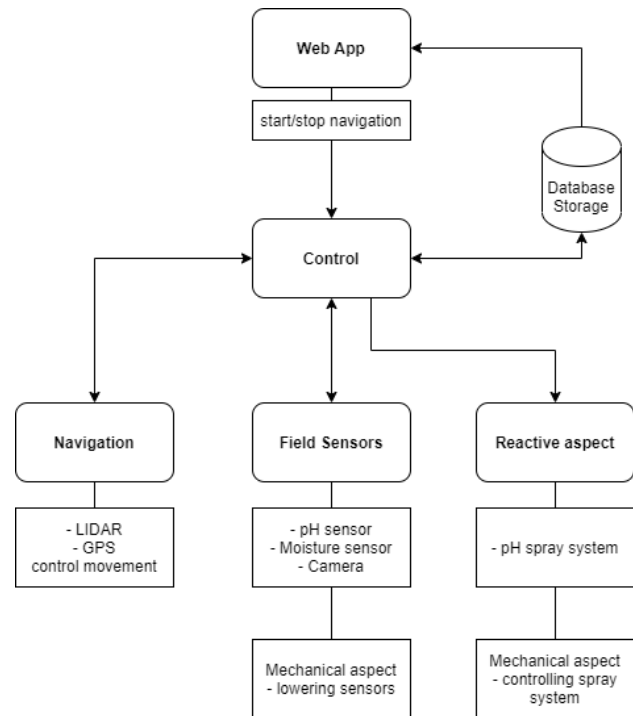 Web App
start/stop navigation
Database
Storage
Control
Navigation
Field Sensors
Reactive aspect
- LIDAR
- GPS
control movement
- pH sensor
- Moisture sensor
- Camera
- pH spray system
Mechanical aspect
- lowering sensors
Mechanical aspect
- controlling spray
system